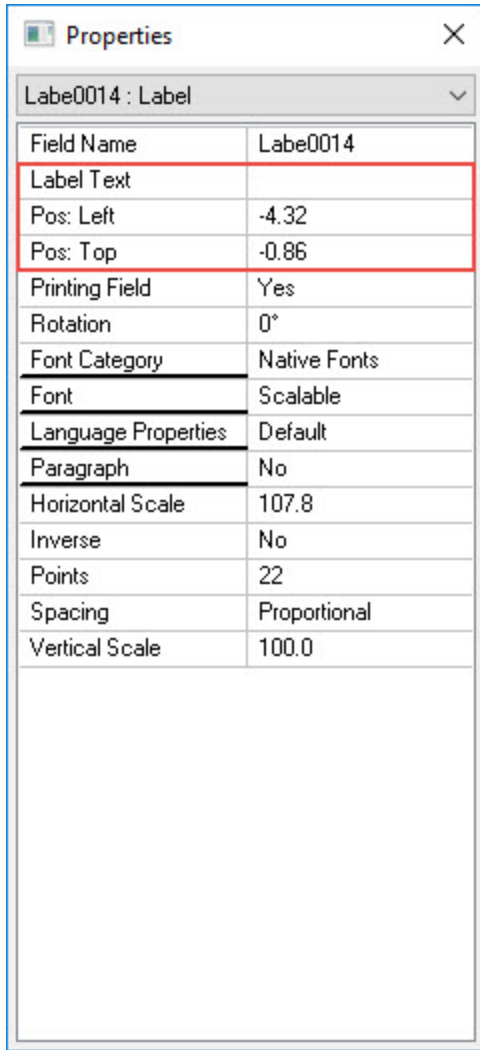 Properties
Labe0014 : Label
Field Name Labe0014
Label Text
Pos: Left -4.32
Pos: Top -0.86
Printing Field Yes
Rotation 0°
Font Category Native Fonts
Font Scalable
Language Properties Default
Paragraph No
Horizontal Scale 107.8
Inverse No
Points 22
Spacing Proportional
Vertical Scale 100.0